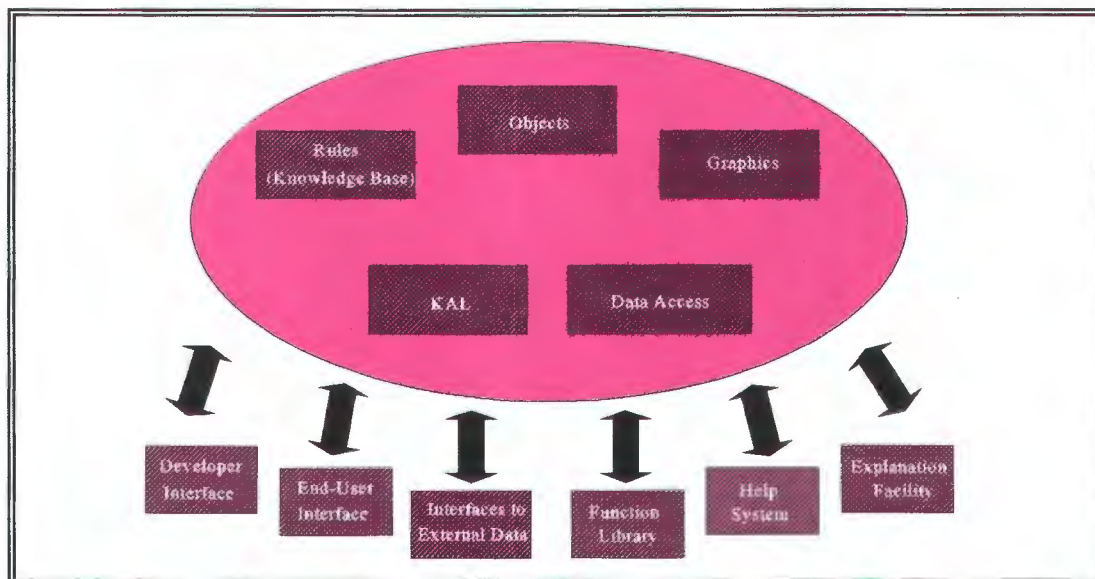 Objects
Rules
(Knowledge Base)
Graphics
KAL
Data Access
Developer
Interface
End-User
Interface
Interfaces to
External Data
Function
Library
Help
System
Explanation
Facility